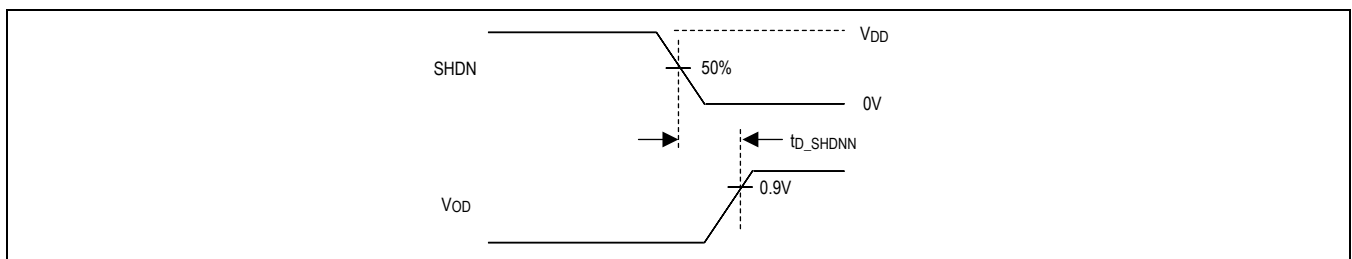 VDD
SHDN
50%
0V
tD_SHDNN
0.9V
VOD